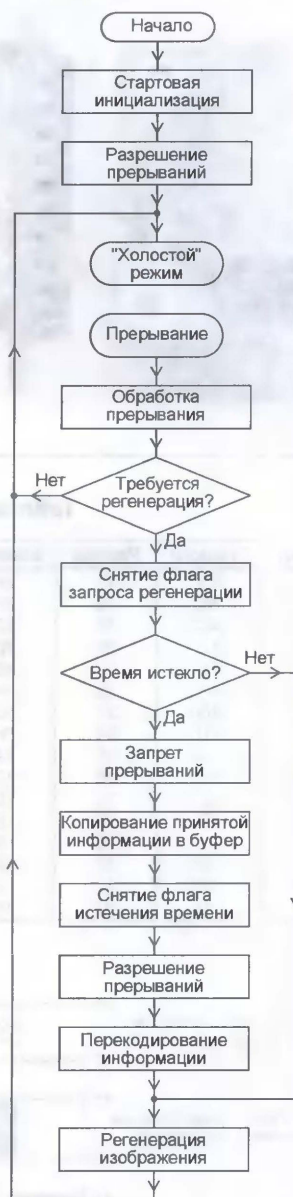 Начало
Стартовая
инициализация
Разрешение
прерываний
"Холостой"
режим
Прерывание
Обработка
прерывания
Нет
Требуется
регенерация?
Да
Снятие флага
запроса регенерации
Время истекло?
Нет
Да
Запрет
прерываний
Копирование принятой
информации в буфер
Снятие флага
истечения времени
Разрешение
прерываний
Перекодирование
информации
Регенерация
изображения